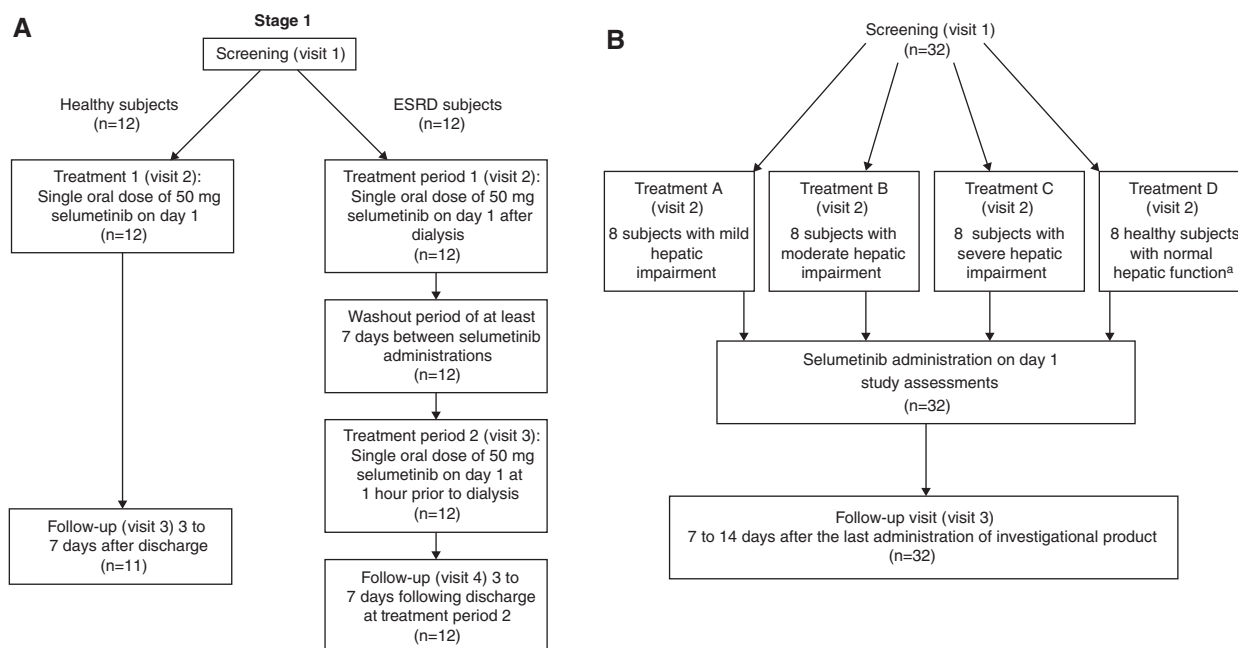 A
Stage 1
Screening (visit 1)
Healthy subjects
(n=12)
ESRD subjects
(n=12)
Treatment 1 (visit 2):
Single oral dose of 50 mg
selumetinib on day 1
(n=12)
Treatment period 1 (visit 2):
Single oral dose of 50 mg
selumetinib on day 1 after
dialysis
(n=12)
Washout period of at least
7 days between selumetinib
administrations
(n=12)
Treatment period 2 (visit 3):
Single oral dose of 50 mg
selumetinib on day 1 at
1 hour prior to dialysis
(n=12)
Follow-up (visit 3) 3 to
7 days after discharge
(n=11)
Follow-up (visit 4) 3 to
7 days following discharge
at treatment period 2
(n=12)
B
Screening (visit 1)
(n=32)
Treatment A
(visit 2)
8 subjects with mild
hepatic
impairment
Treatment B
(visit 2)
8 subjects with
moderate hepatic
impairment
Treatment C
(visit 2)
8 subjects with
severe hepatic
impairment
Treatment D
(visit 2)
8 healthy subjects
with normal
hepatic functionᵃ
Selumetinib administration on day 1
study assessments
(n=32)
Follow-up visit (visit 3)
7 to 14 days after the last administration of investigational product
(n=32)